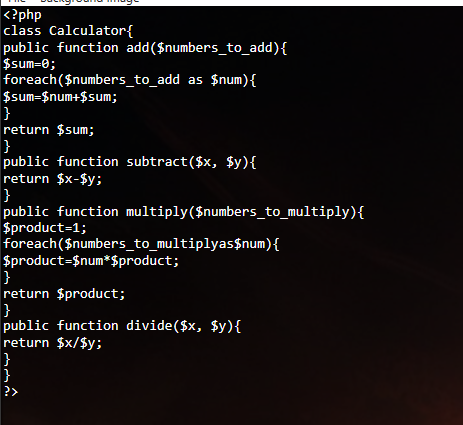 <?php
class Calculator{
public function add($numbers_to_add){
$sum=0;
foreach($numbers_to_add as $num){
$sum=$num+$sum;
}
return $sum;
}
public function subtract($x, $y){
return $x-$y;
}
public function multiply($numbers_to_multiply){
$product=1;
foreach($numbers_to_multiplyas$num){
$product=$num*$product;
}
return $product;
}
public function divide($x, $y){
return $x/$y;
}
}
?>